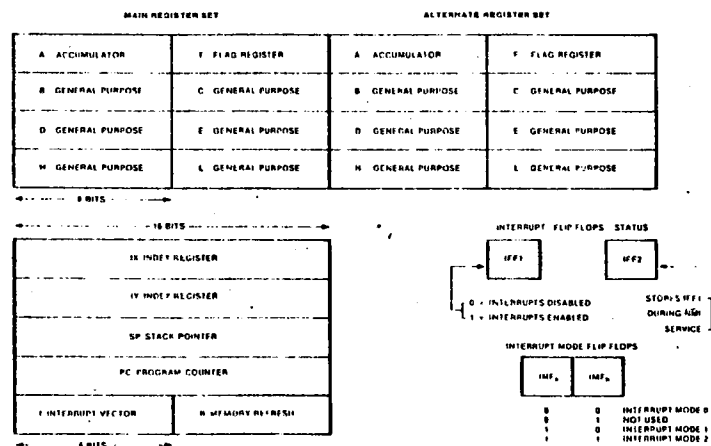 MAIN REGISTER SET
ALTERNATE REGISTER SET
A ACCUMULATOR
F FLAG REGISTER
A ACCUMULATOR
F FLAG REGISTER
B GENERAL PURPOSE
C GENERAL PURPOSE
B GENERAL PURPOSE
C GENERAL PURPOSE
D GENERAL PURPOSE
E GENERAL PURPOSE
D GENERAL PURPOSE
E GENERAL PURPOSE
H GENERAL PURPOSE
L GENERAL PURPOSE
H GENERAL PURPOSE
L GENERAL PURPOSE
8 BITS
16 BITS
IX INDEX REGISTER
IY INDEX REGISTER
SP STACK POINTER
PC PROGRAM COUNTER
I INTERRUPT VECTOR
R MEMORY REFRESH
8 BITS
INTERRUPT FLIP FLOPS STATUS
IFF1
IFF2
0 = INTERRUPTS DISABLED
1 = INTERRUPTS ENABLED
STORES IFF1
DURING NMI
SERVICE
INTERRUPT MODE FLIP FLOPS
IMFa
IMFb
0 0 INTERRUPT MODE 0
0 1 NOT USED
1 0 INTERRUPT MODE 1
1 1 INTERRUPT MODE 2